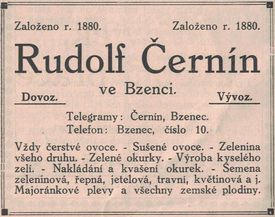 Založeno r. 1880. Založeno r. 1880.
Rudolf Černín
ve Bzenci.
Dovoz. Vývoz.
Telegramy: Černín, Bzenec.
Telefon: Bzenec, číslo 10.
Vždy čerstvé ovoce. - Sušené ovoce. - Zelenina
všeho druhu. - Zelené okurky. - Výroba kyselého
zelí. - Nakládání a kvašení okurek. - Semena
zeleninová, řepná, jetelová, travní, květinová a j.
Majoránkové plevy a všechny zemské plodiny.